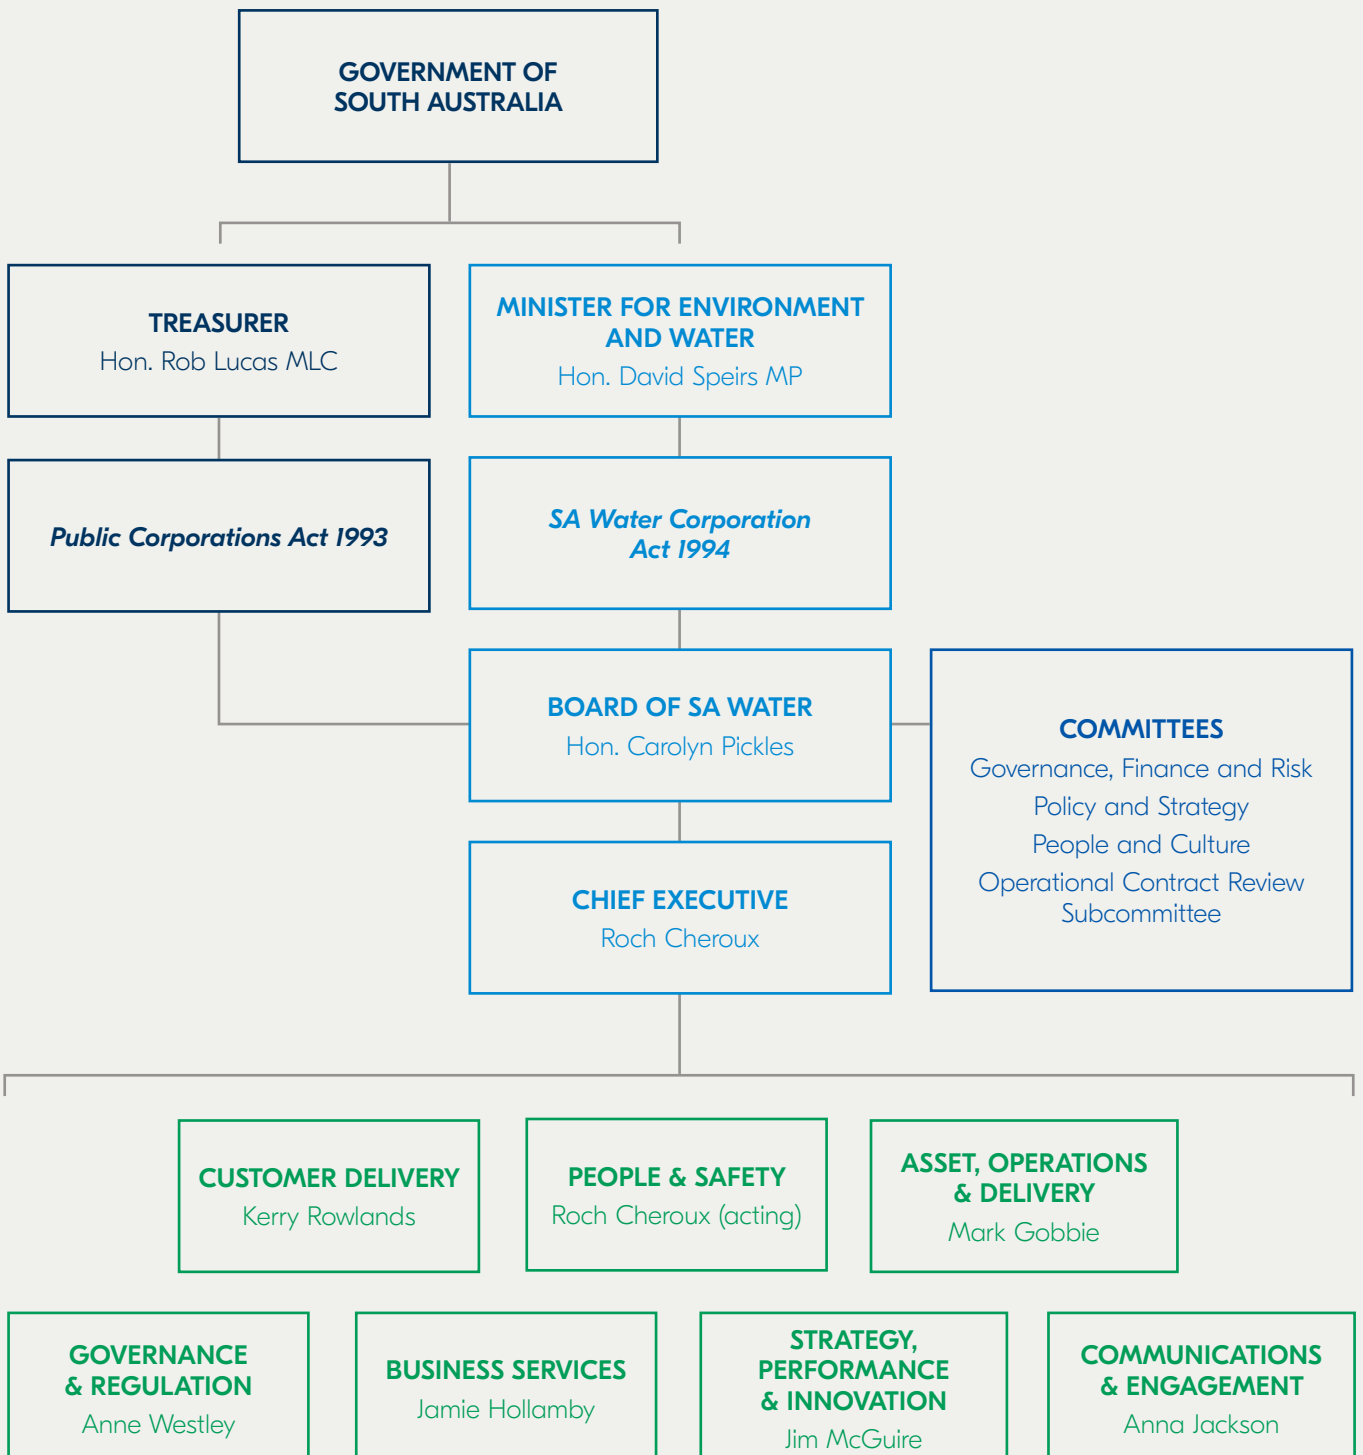 GOVERNMENT OF
SOUTH AUSTRALIA
TREASURER
Hon. Rob Lucas MLC
MINISTER FOR ENVIRONMENT
AND WATER
Hon. David Speirs MP
Public Corporations Act 1993
SA Water Corporation
Act 1994
BOARD OF SA WATER
Hon. Carolyn Pickles
COMMITTEES
Governance, Finance and Risk
Policy and Strategy
People and Culture
Operational Contract Review
Subcommittee
CHIEF EXECUTIVE
Roch Cheroux
CUSTOMER DELIVERY
Kerry Rowlands
PEOPLE & SAFETY
Roch Cheroux (acting)
ASSET, OPERATIONS
& DELIVERY
Mark Gobbie
GOVERNANCE
& REGULATION
Anne Westley
BUSINESS SERVICES
Jamie Hollamby
STRATEGY,
PERFORMANCE
& INNOVATION
Jim McGuire
COMMUNICATIONS
& ENGAGEMENT
Anna Jackson